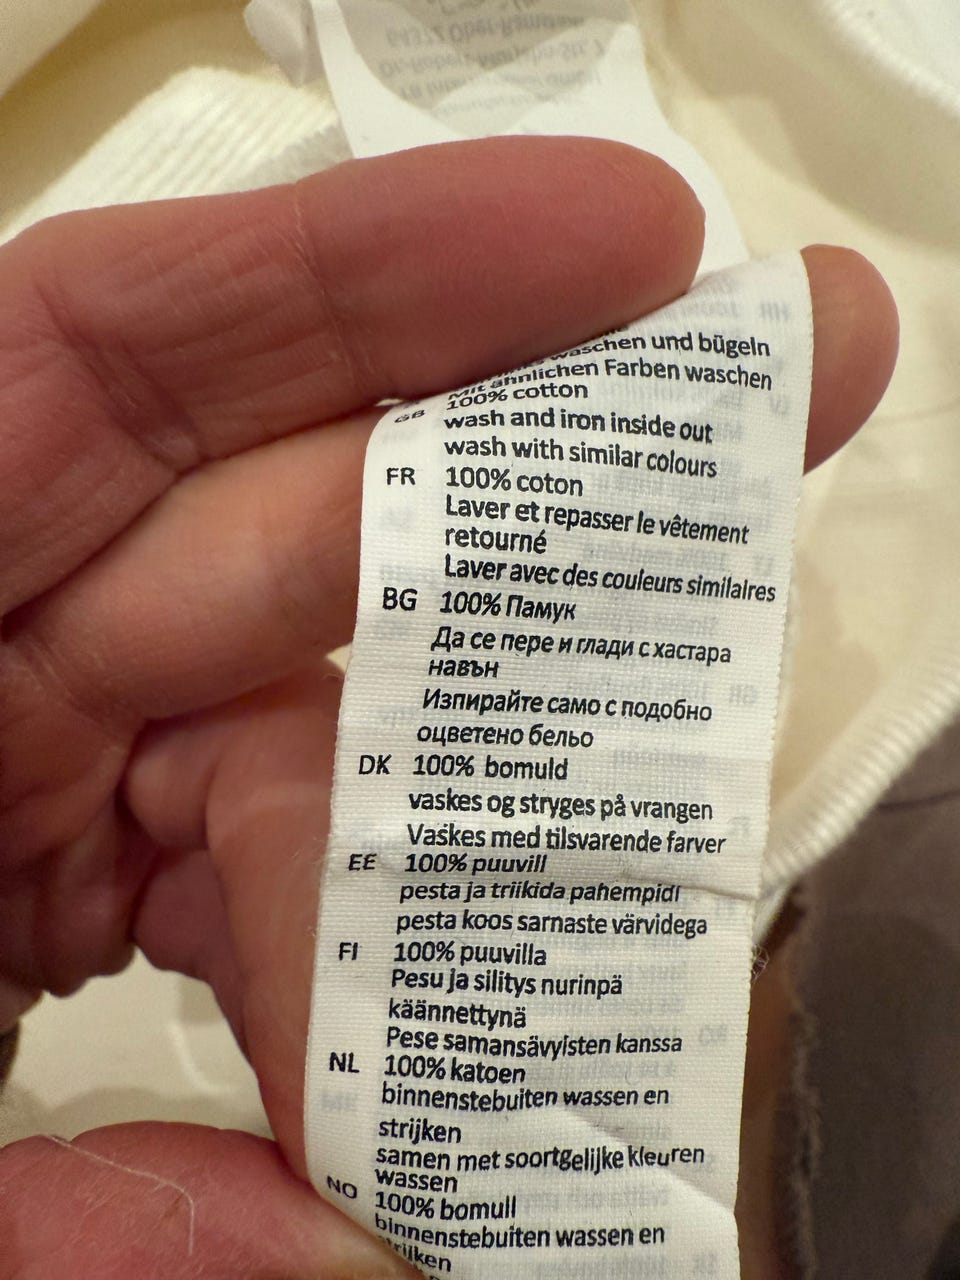 64372 Ober-Ramstadt
waschen und bügeln
Mit ähnlichen Farben waschen
GB 100% cotton
wash and iron inside out
wash with similar colours
FR 100% coton
Laver et repasser le vêtement
retourné
Laver avec des couleurs similaires
BG 100% Памук
Да се пере и глади с хастара
навън
Изпирайте само с подобно
оцветено бельо
DK 100% bomuld
vaskes og stryges på vrangen
Vaskes med tilsvarende farver
EE 100% puuvill
pesta ja triikida pahempidi
pesta koos sarnaste värvidega
FI 100% puuvilla
Pesu ja silitys nurinpä
käännettynä
Pese samansävyisten kanssa
NL 100% katoen
binnenstebuiten wassen en
strijken
samen met soortgelijke kleuren
wassen
NO 100% bomull
binnenstebuiten wassen en
strijken